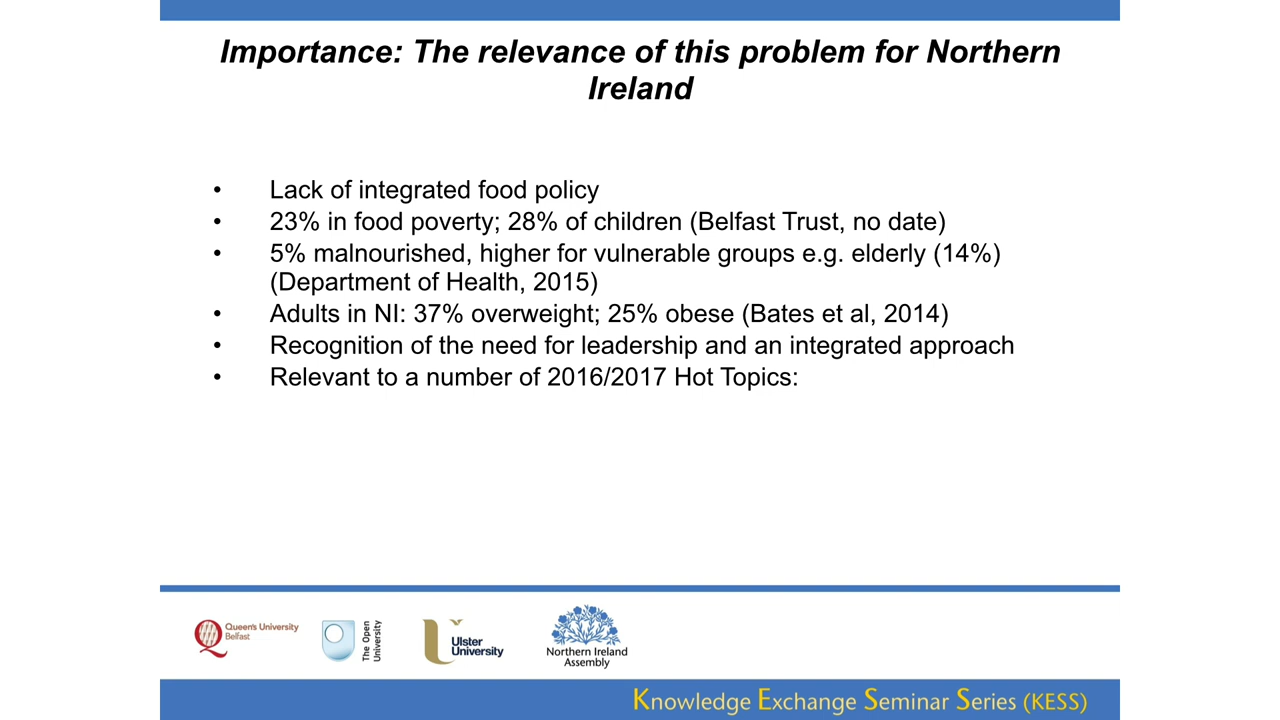 Importance: The relevance of this problem for Northern
Ireland
• Lack of integrated food policy
• 23% in food poverty; 28% of children (Belfast Trust, no date)
• 5% malnourished, higher for vulnerable groups e.g. elderly (14%)
(Department of Health, 2015)
• Adults in NI: 37% overweight; 25% obese (Bates et al, 2014)
• Recognition of the need for leadership and an integrated approach
• Relevant to a number of 2016/2017 Hot Topics:
Queen's University
Belfast
The Open
University
Ulster
University
Northern Ireland
Assembly
Knowledge Exchange Seminar Series (KESS)